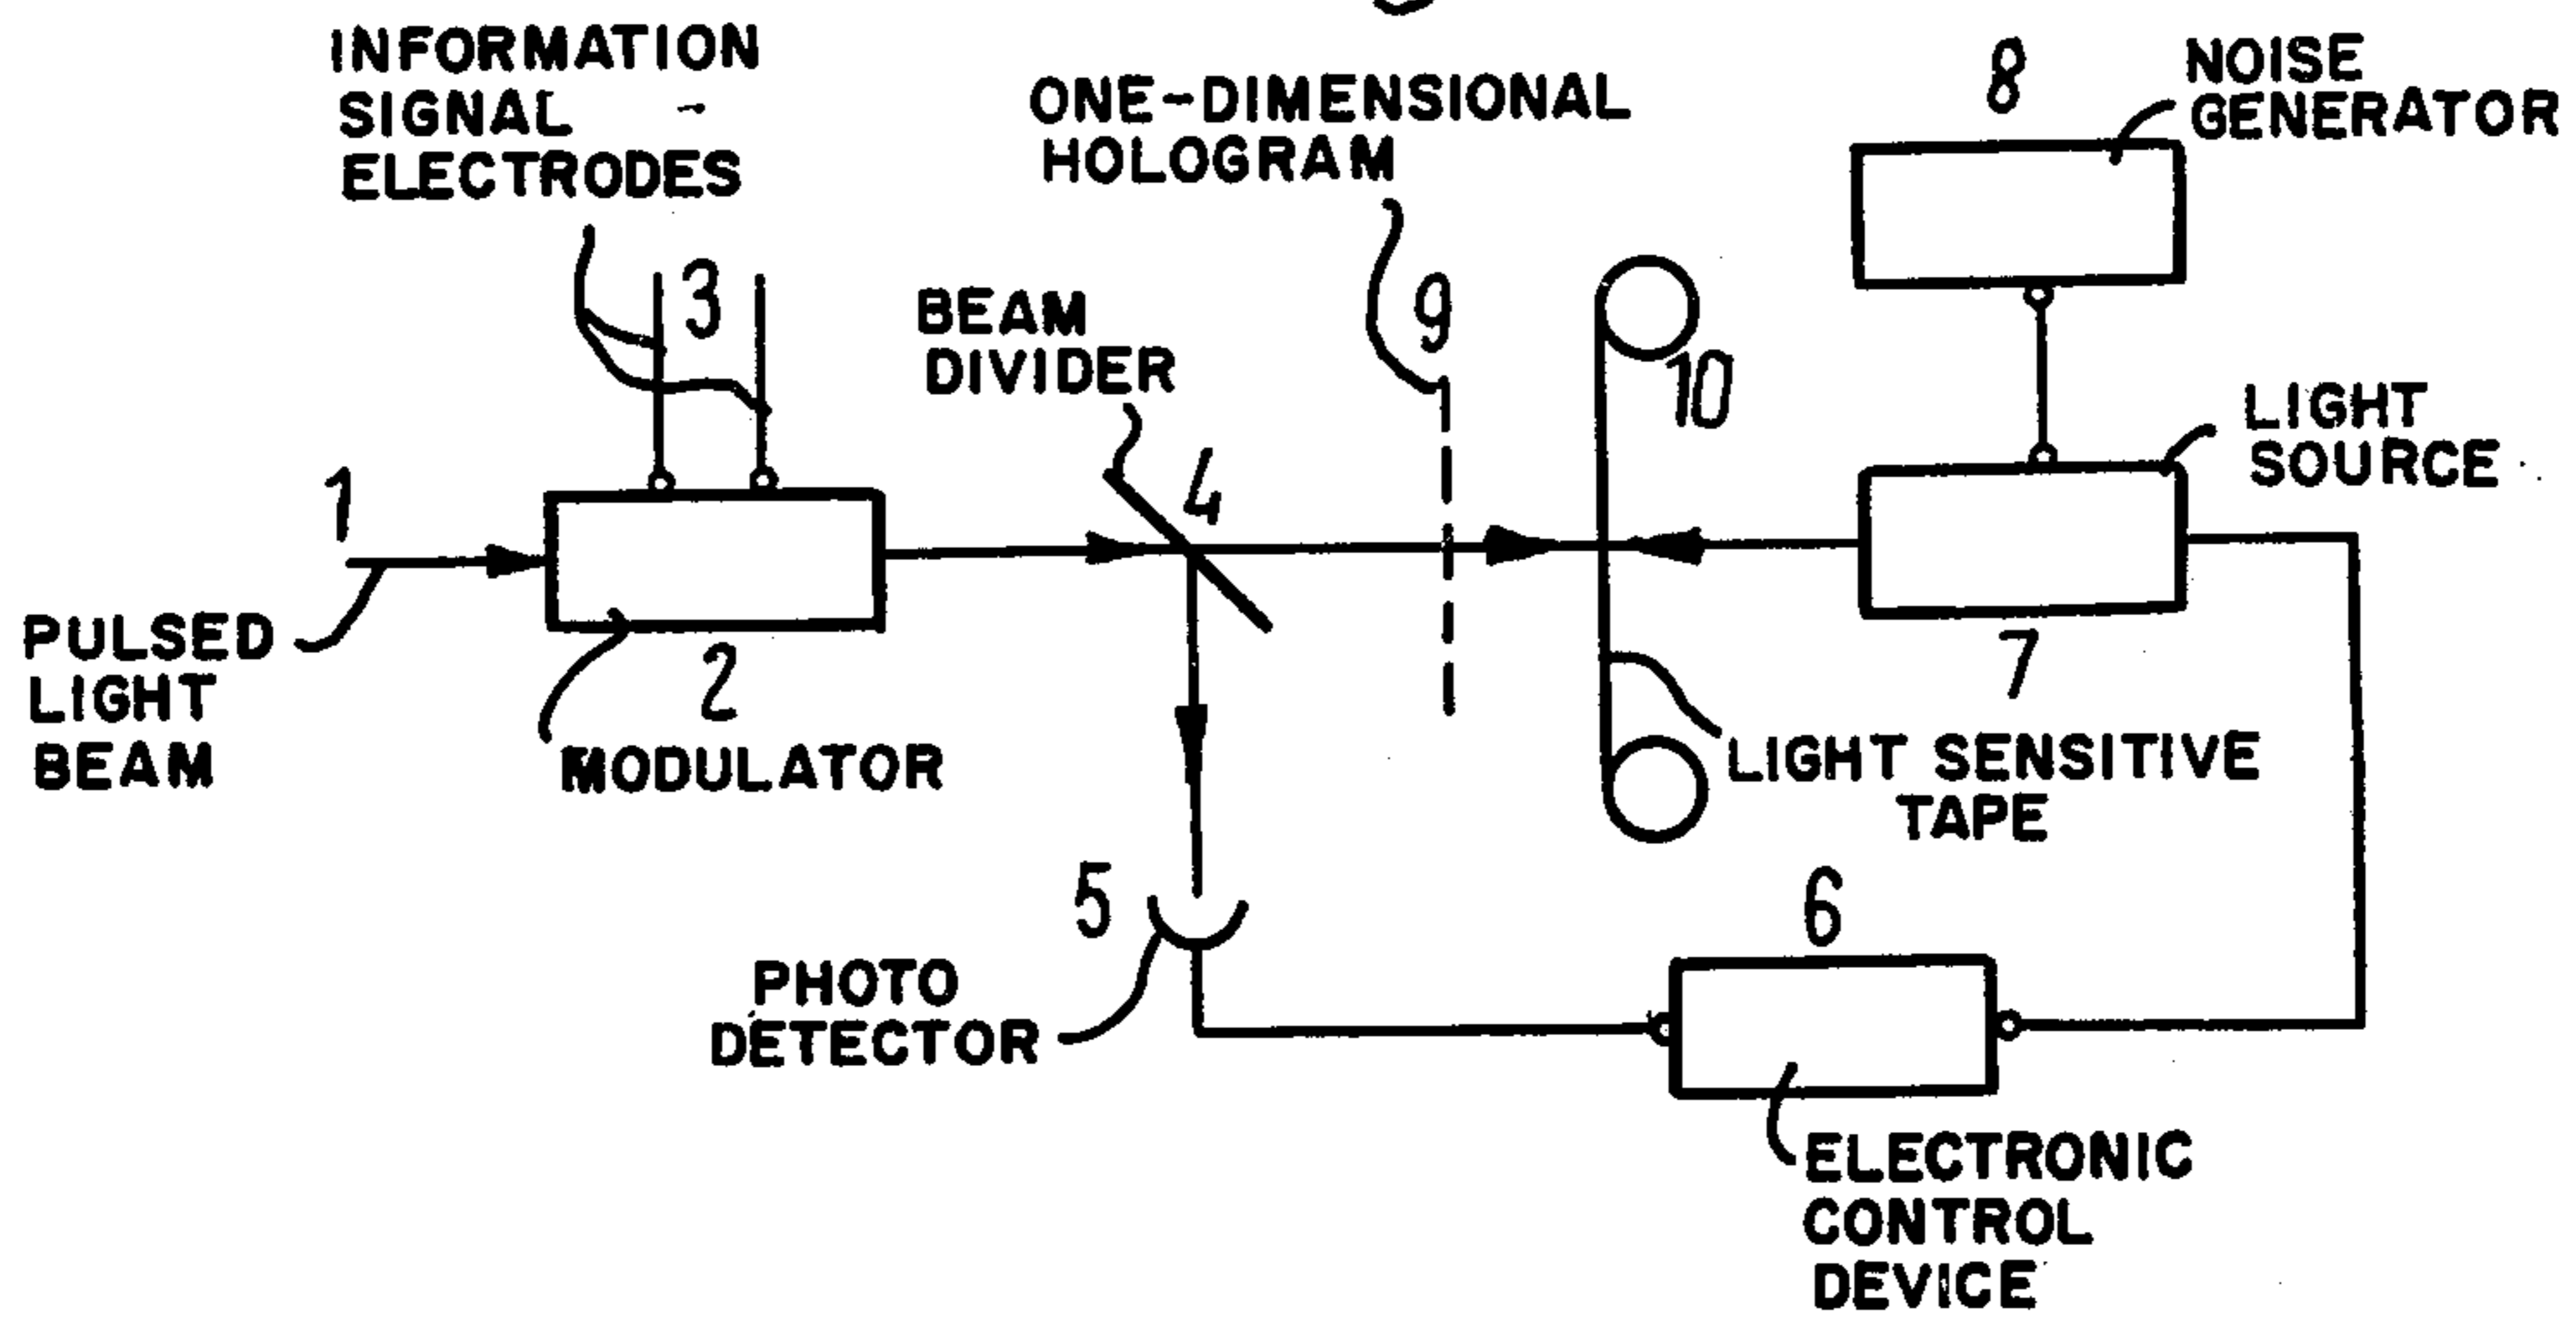 INFORMATION
SIGNAL
ELECTRODES
ONE-DIMENSIONAL
HOLOGRAM
8
NOISE
GENERATOR
3
BEAM
DIVIDER
9
10
LIGHT
SOURCE
1
4
PULSED
LIGHT
BEAM
2
MODULATOR
7
LIGHT SENSITIVE
TAPE
5
PHOTO
DETECTOR
6
ELECTRONIC
CONTROL
DEVICE